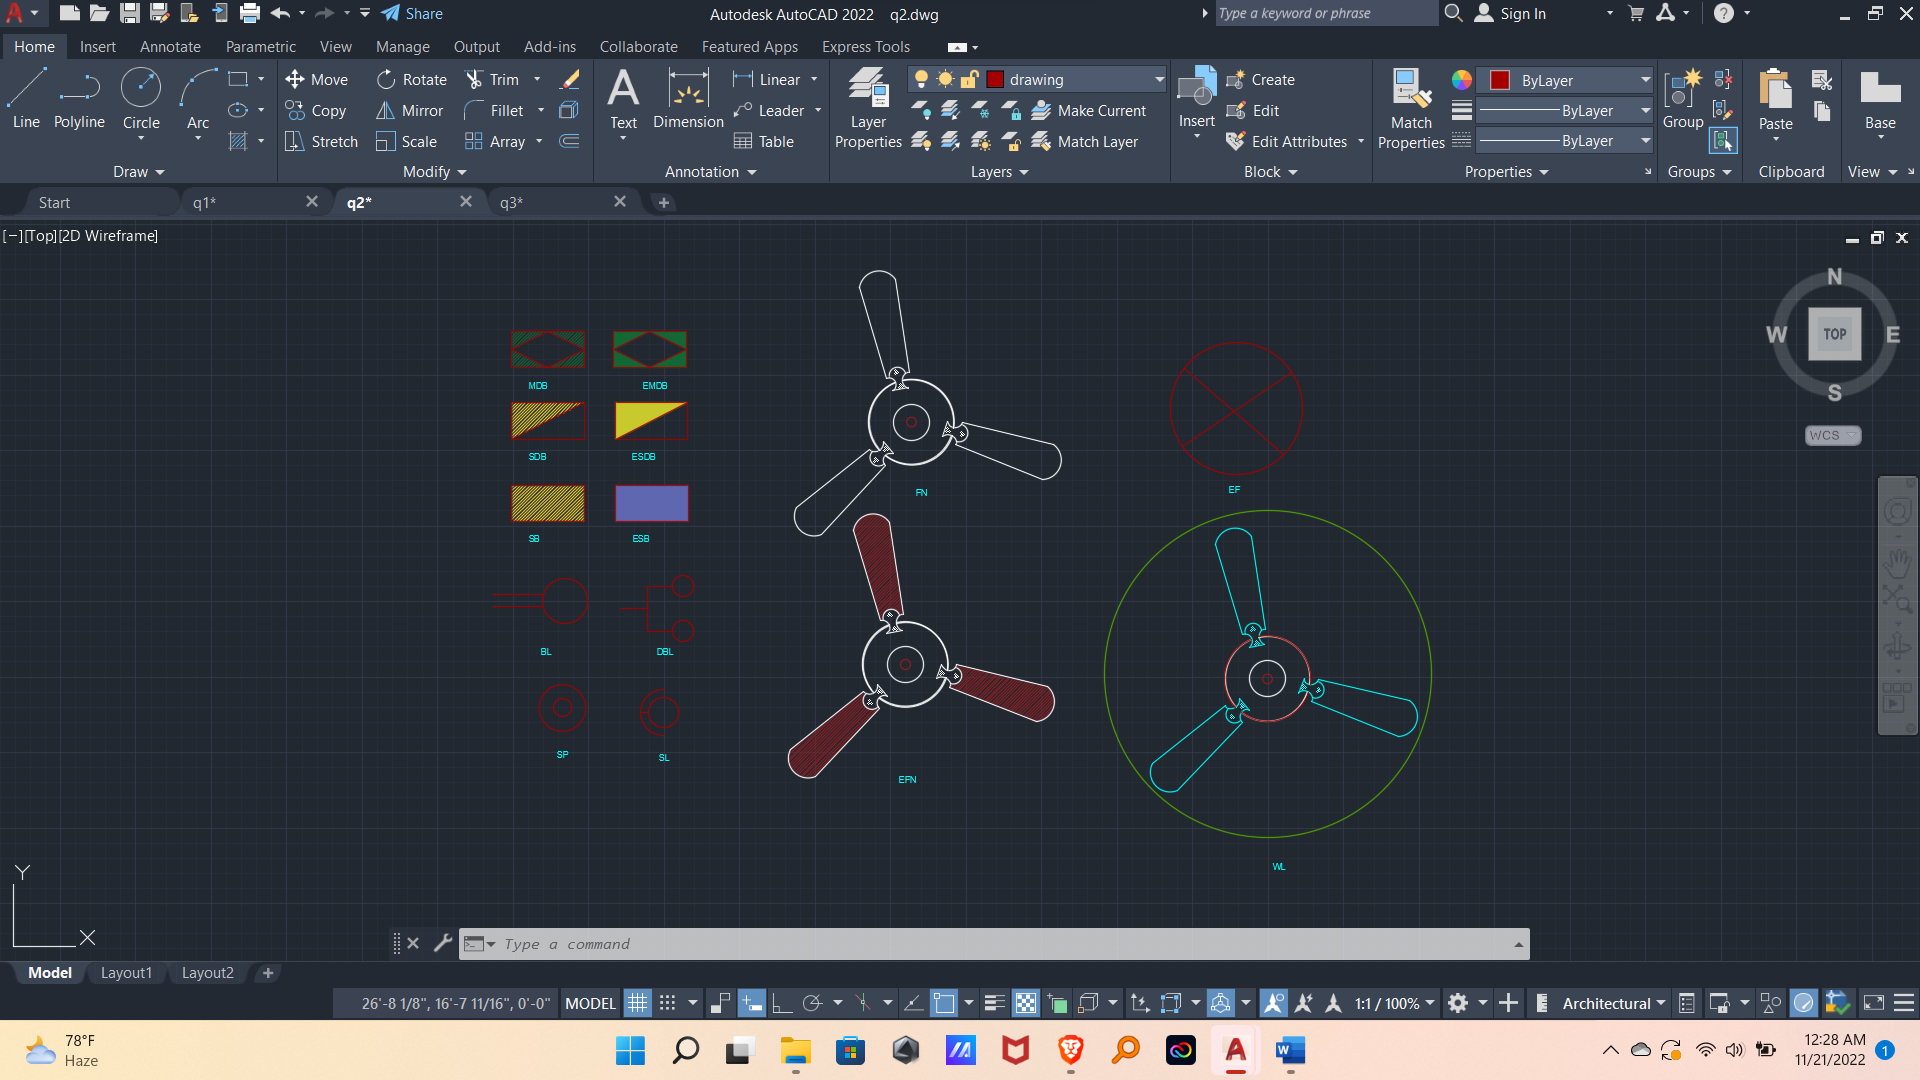 Share
Autodesk AutoCAD 2022 q2.dwg
Type a keyword or phrase
Sign In
Home Insert Annotate Parametric View Manage Output Add-ins Collaborate Featured Apps Express Tools
Line Polyline Circle Arc
Draw
Move Rotate Trim
Copy Mirror Fillet
Stretch Scale Array
Modify
Text Dimension
Linear
Leader
Table
Annotation
Layer
Properties
drawing
Make Current
Match Layer
Layers
Insert
Create
Edit
Edit Attributes
Block
Match
Properties
ByLayer
ByLayer
ByLayer
Properties
Group
Groups
Paste
Clipboard
Base
View
Start q1* q2* q3*
[−][Top][2D Wireframe]
N
W TOP E
S
WCS
MDB EMDB
SDB ESDB
SB ESB
BL DBL
SP SL
FN
EFN
EF
WL
Y
X
Type a command
Model Layout1 Layout2
26'-8 1/8", 16'-7 11/16", 0'-0" MODEL 1:1 / 100% Architectural
78°F
Haze
12:28 AM
11/21/2022
1